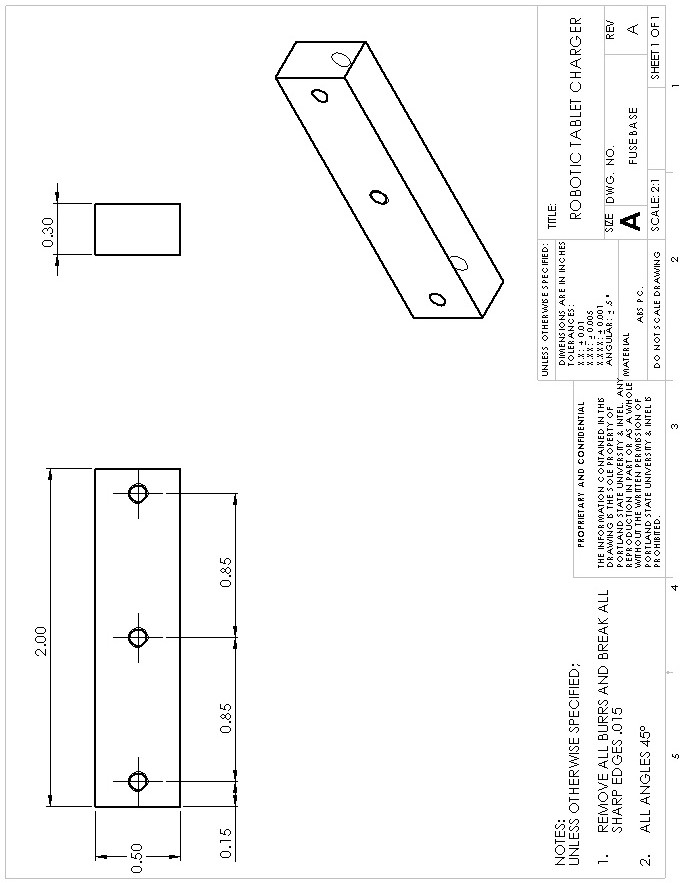 2.00
0.50
0.15
0.85
0.85
0.30
NOTES:
UNLESS OTHERWISE SPECIFIED;
1. REMOVE ALL BURRS AND BREAK ALL
SHARP EDGES .015
2. ALL ANGLES 45°
PROPRIETARY AND CONFIDENTIAL
THE INFORMATION CONTAINED IN THIS
DRAWING IS THE SOLE PROPERTY OF
PORTLAND STATE UNIVERSITY & INTEL. ANY
REPRODUCTION IN PART OR AS A WHOLE
WITHOUT THE WRITTEN PERMISSION OF
PORTLAND STATE UNIVERSITY & INTEL IS
PROHIBITED.
UNLESS OTHERWISE SPECIFIED:
DIMENSIONS ARE IN INCHES
TOLERANCES:
X.X: ± 0.01
X.XX: ± 0.005
X.XXX: ± 0.001
ANGULAR: ± .5°
MATERIAL
ABS P.C.
DO NOT SCALE DRAWING
TITLE:
ROBOTIC TABLET CHARGER
SIZE DWG. NO. REV
A FUSE BASE A
SCALE: 2:1 SHEET 1 OF 1
5 4 3 2 1